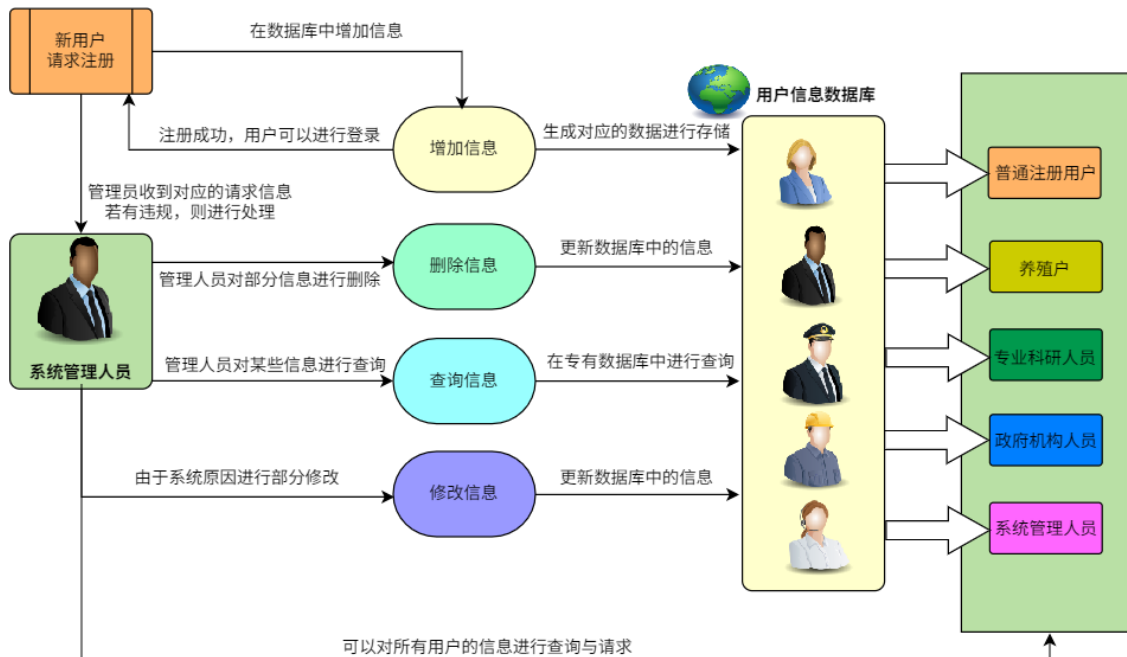 新用户
请求注册
在数据库中增加信息
用户信息数据库
注册成功，用户可以进行登录
增加信息
生成对应的数据进行存储
普通注册用户
管理员收到对应的请求信息
若有违规，则进行处理
管理人员对部分信息进行删除
删除信息
更新数据库中的信息
养殖户
系统管理人员
管理人员对某些信息进行查询
查询信息
在专有数据库中进行查询
专业科研人员
政府机构人员
由于系统原因进行部分修改
修改信息
更新数据库中的信息
系统管理人员
可以对所有用户的信息进行查询与请求